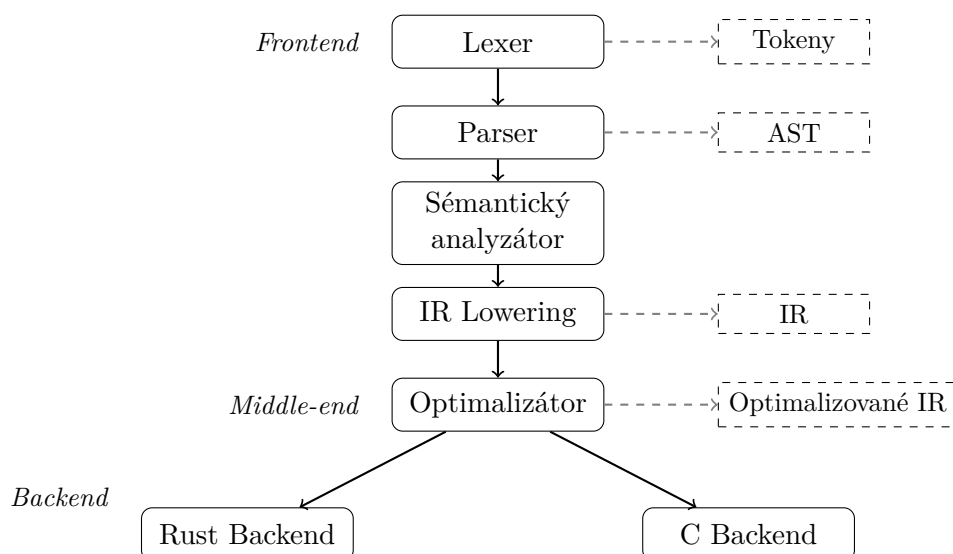 Frontend
Lexer
Tokeny
Parser
AST
Sémantický
analyzátor
IR Lowering
IR
Middle-end
Optimalizátor
Optimalizované IR
Backend
Rust Backend
C Backend